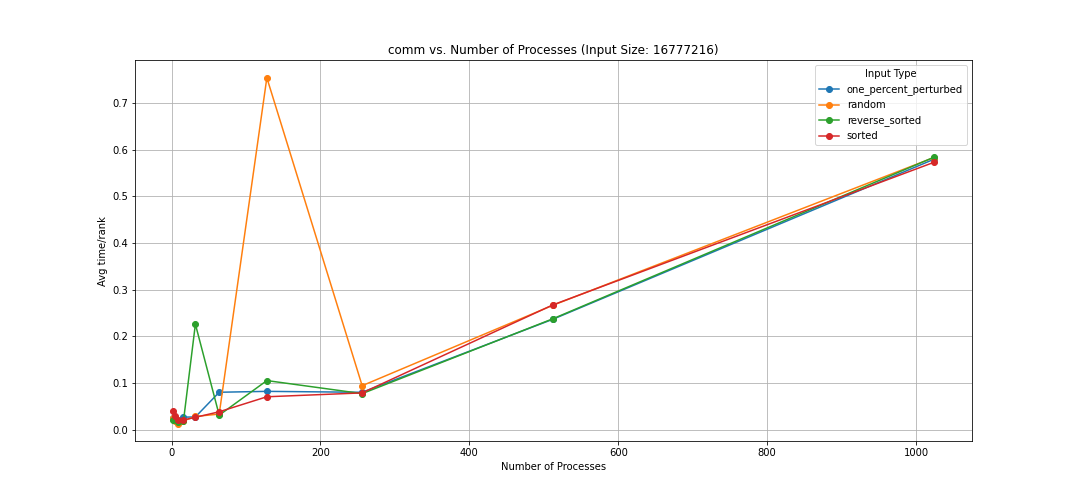 comm vs. Number of Processes (Input Size: 16777216)
Input Type
one_percent_perturbed
random
reverse_sorted
sorted
Avg time/rank
0.7
0.6
0.5
0.4
0.3
0.2
0.1
0.0
0 200 400 600 800 1000
Number of Processes